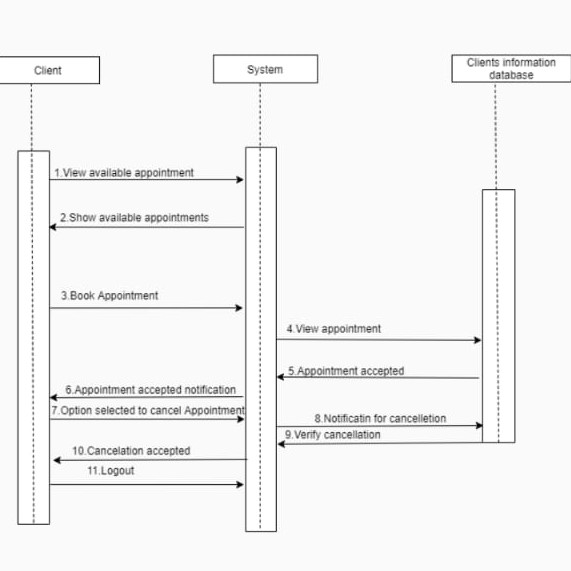 Client
System
Clients information
database
1.View available appointment
2.Show available appointments
3.Book Appointment
4.View appointment
5.Appointment accepted
6.Appointment accepted notification
7.Option selected to cancel Appointment
8.Notificatin for cancelletion
9.Verify cancellation
10.Cancelation accepted
11.Logout